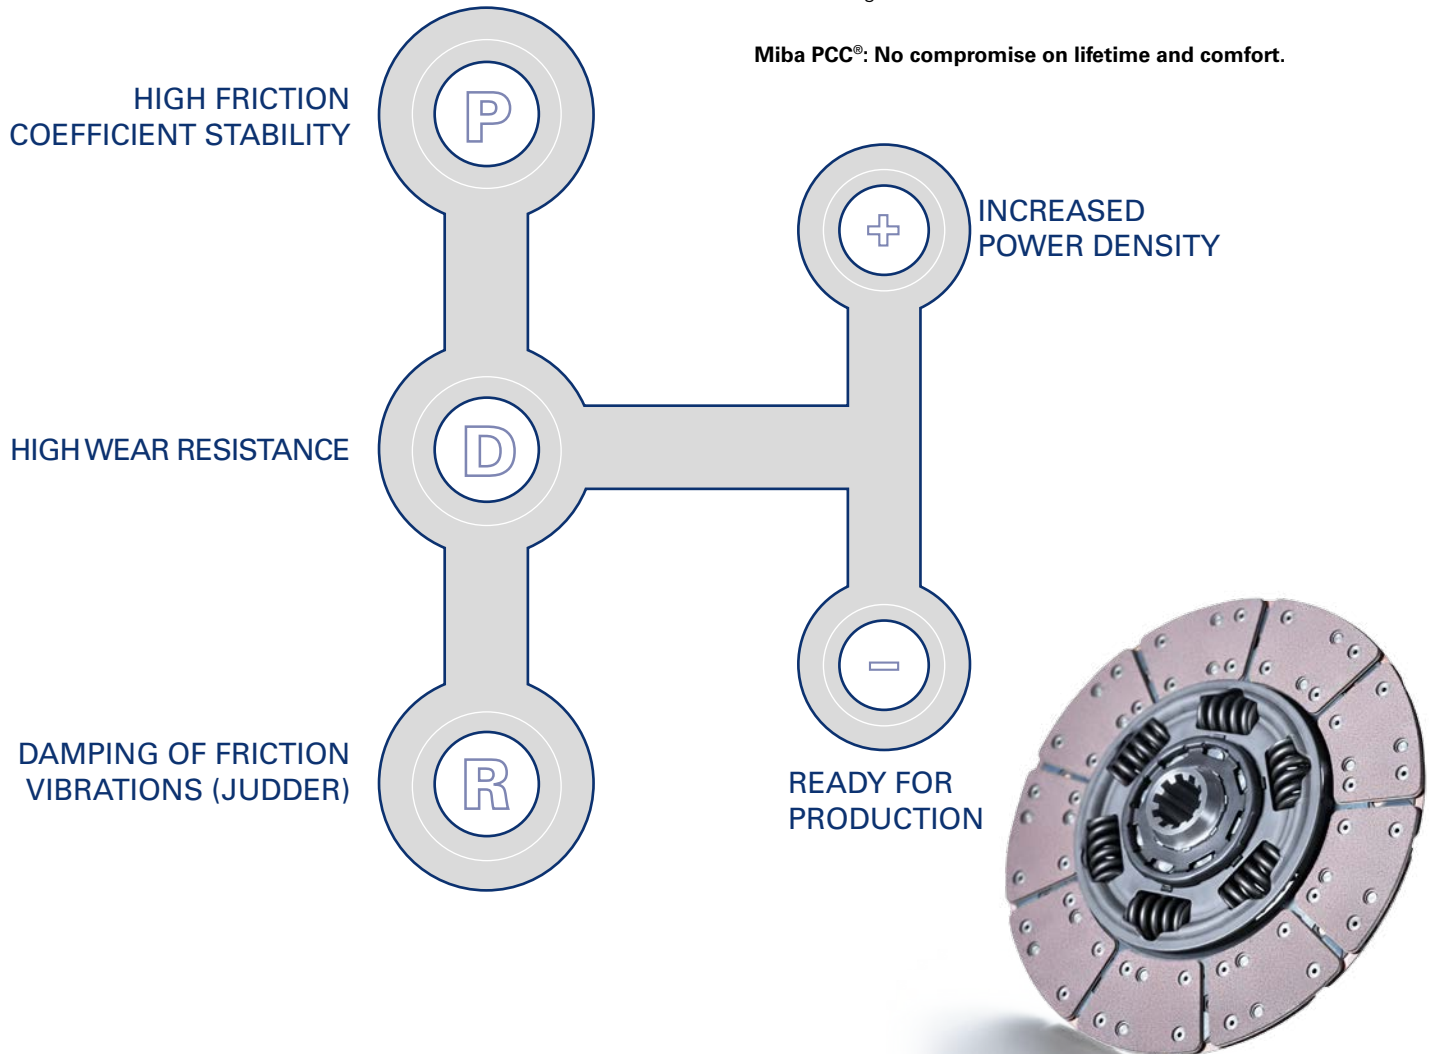 Miba PCC®: No compromise on lifetime and comfort.
HIGH FRICTION
COEFFICIENT STABILITY
P
+
INCREASED
POWER DENSITY
HIGH WEAR RESISTANCE
D
DAMPING OF FRICTION
VIBRATIONS (JUDDER)
R
-
READY FOR
PRODUCTION